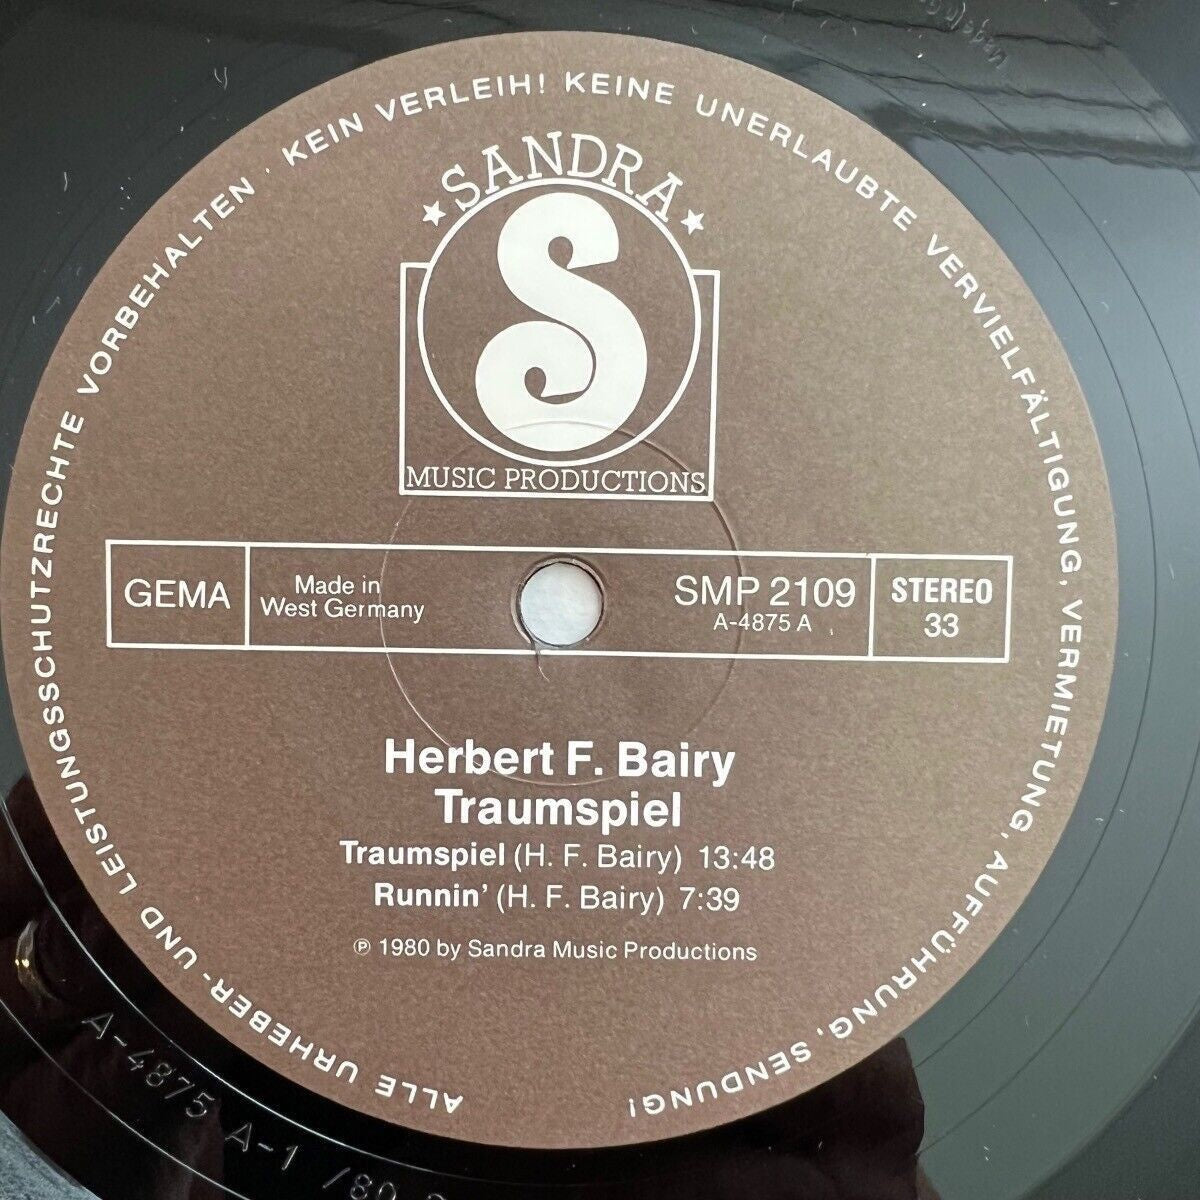 ALLE URHEBER- UND LEISTUNGSSCHUTZRECHTE VORBEHALTEN · KEIN VERLEIH! KEINE UNERLAUBTE VERVIELFÄLTIGUNG, VERMIETUNG, AUFFÜHRUNG, SENDUNG!
SANDRA
S
MUSIC PRODUCTIONS
GEMA
Made in
West Germany
SMP 2109
A-4875 A
STEREO
33
Herbert F. Bairy
Traumspiel
Traumspiel (H. F. Bairy) 13:48
Runnin' (H. F. Bairy) 7:39
℗ 1980 by Sandra Music Productions
A-4875 A-1 /80